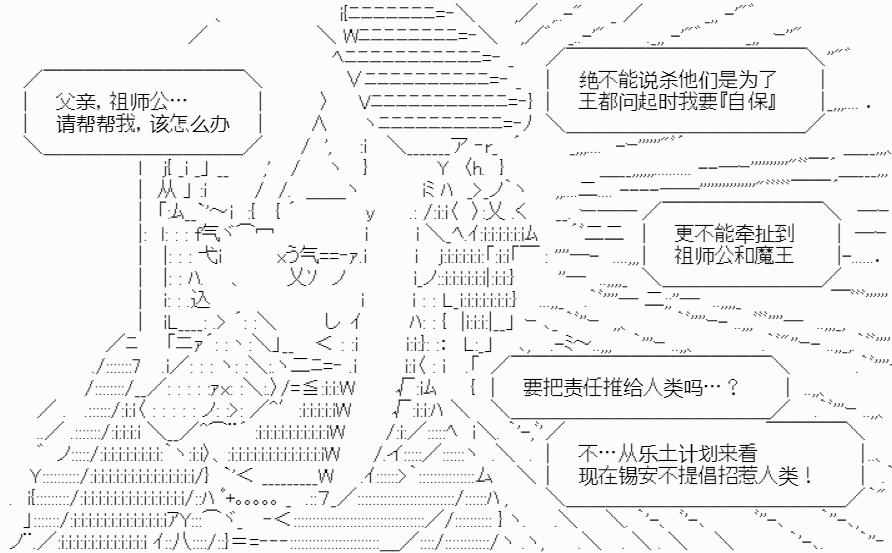 父亲，祖师公…
请帮帮我，该怎么办
绝不能说杀他们是为了
王都问起时我要『自保』
更不能牵扯到
祖师公和魔王
要把责任推给人类吗…？
不…从乐土计划来看
现在锡安不提倡招惹人类！